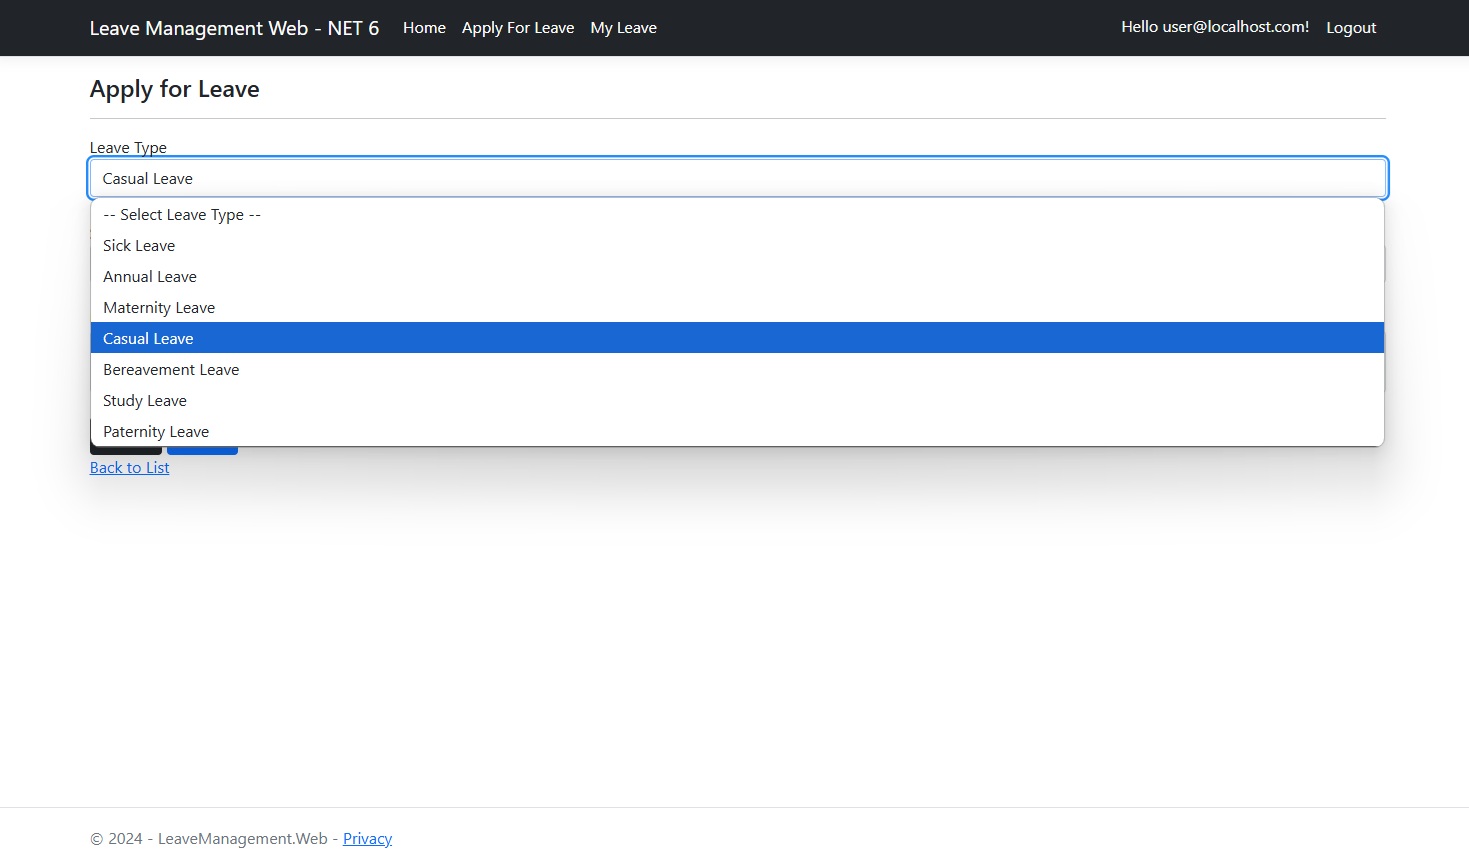 Leave Management Web - NET 6 Home Apply For Leave My Leave Hello user@localhost.com! Logout
Apply for Leave
Leave Type
Casual Leave
-- Select Leave Type --
Sick Leave
Annual Leave
Maternity Leave
Casual Leave
Bereavement Leave
Study Leave
Paternity Leave
Back to List
© 2024 - LeaveManagement.Web - Privacy